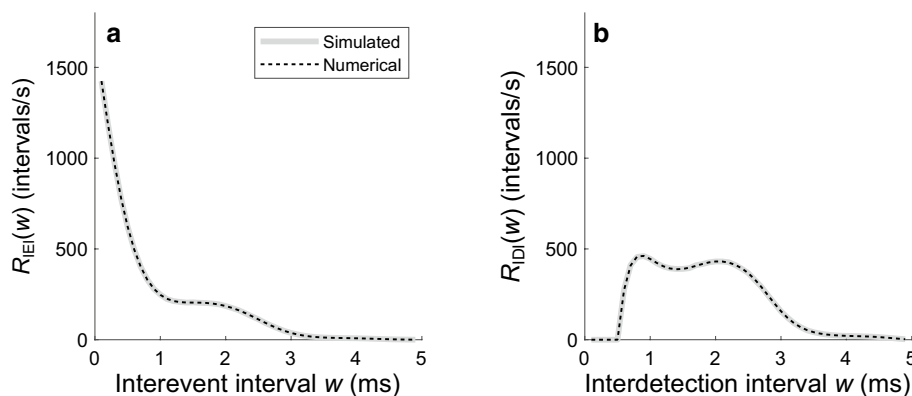 a
Simulated
Numerical
R_IEI(w) (intervals/s)
1500
1000
500
0
0 1 2 3 4 5
Interevent interval w (ms)
b
R_IDI(w) (intervals/s)
1500
1000
500
0
0 1 2 3 4 5
Interdetection interval w (ms)